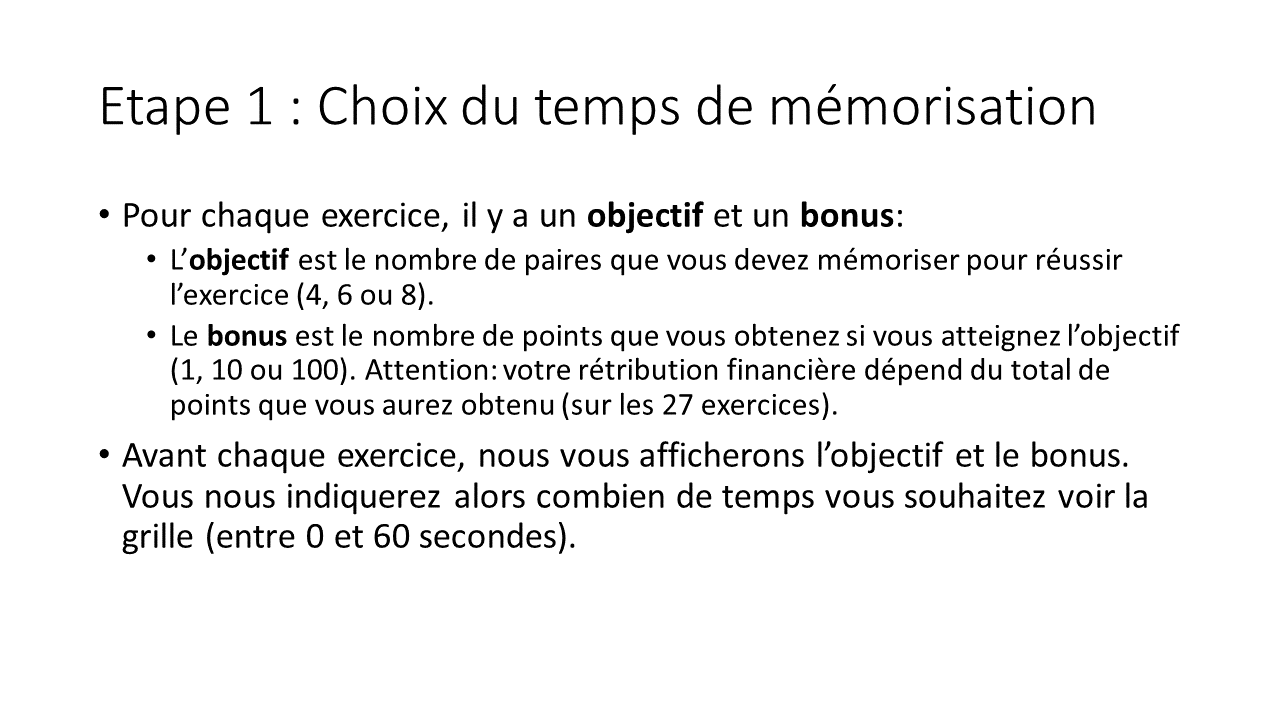 Etape 1 : Choix du temps de mémorisation
• Pour chaque exercice, il y a un objectif et un bonus:
• L’objectif est le nombre de paires que vous devez mémoriser pour réussir
l’exercice (4, 6 ou 8).
• Le bonus est le nombre de points que vous obtenez si vous atteignez l’objectif
(1, 10 ou 100). Attention: votre rétribution financière dépend du total de
points que vous aurez obtenu (sur les 27 exercices).
• Avant chaque exercice, nous vous afficherons l’objectif et le bonus.
Vous nous indiquerez alors combien de temps vous souhaitez voir la
grille (entre 0 et 60 secondes).